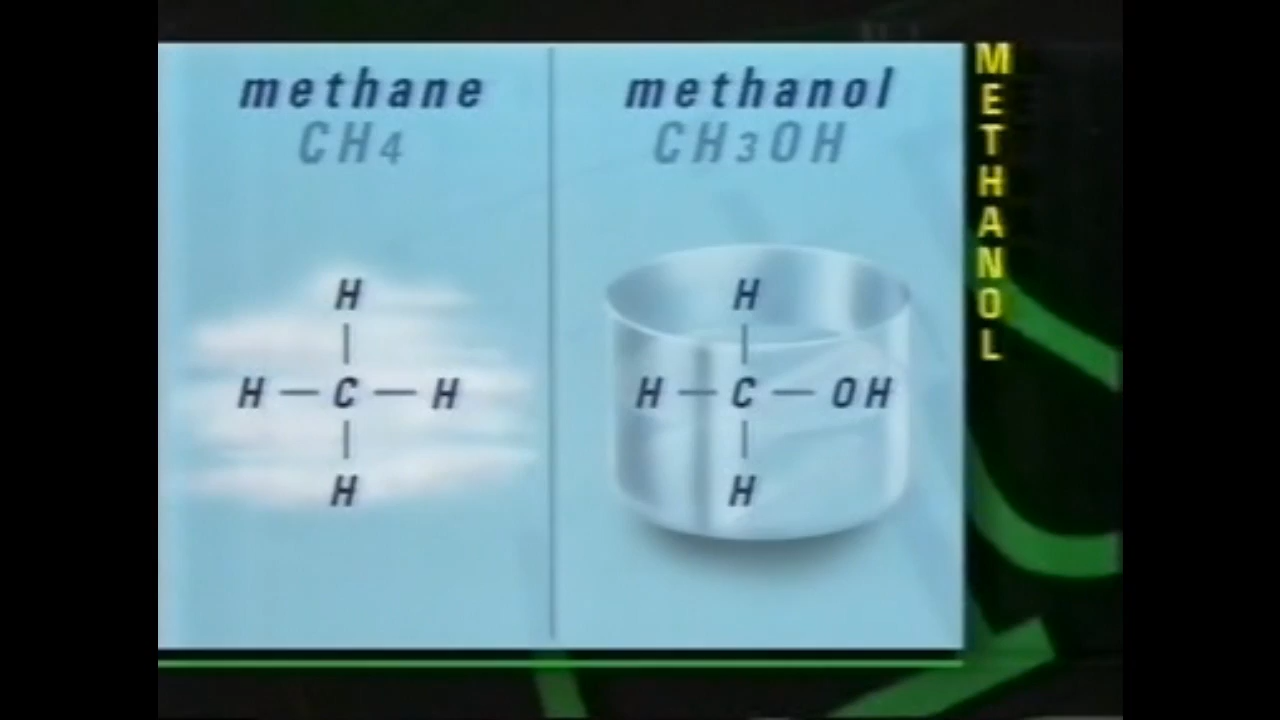 methane
CH4
H
H — C — H
H
methanol
CH3OH
H
H — C — OH
H
METHANOL